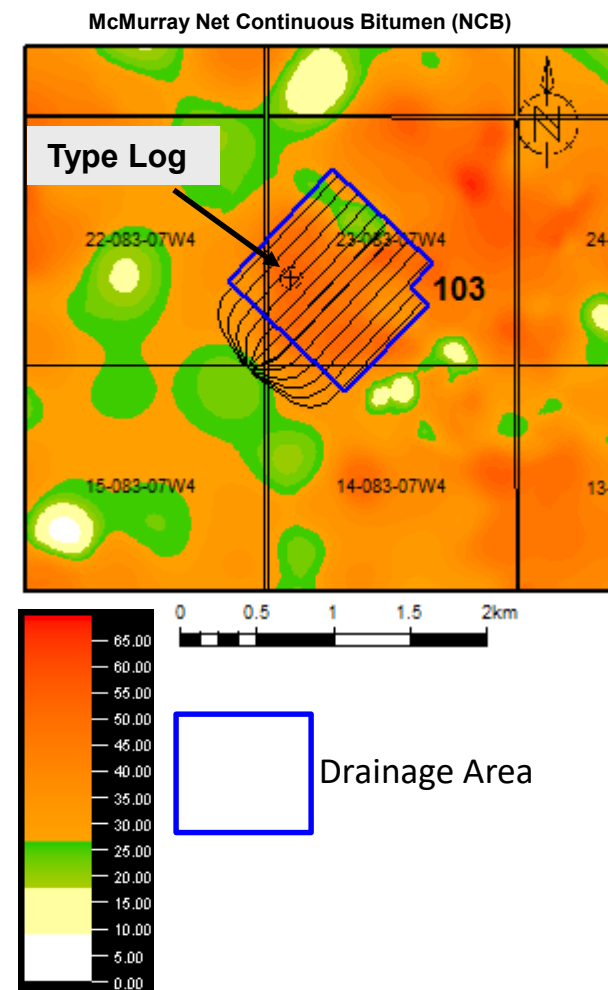 McMurray Net Continuous Bitumen (NCB)
N
Type Log
22-083-07W4
23-083-07W4
24-
103
15-083-07W4
14-083-07W4
13-
0 0.5 1 1.5 2km
65.00
60.00
55.00
50.00
45.00
40.00
35.00
30.00
25.00
20.00
15.00
10.00
5.00
0.00
Drainage Area